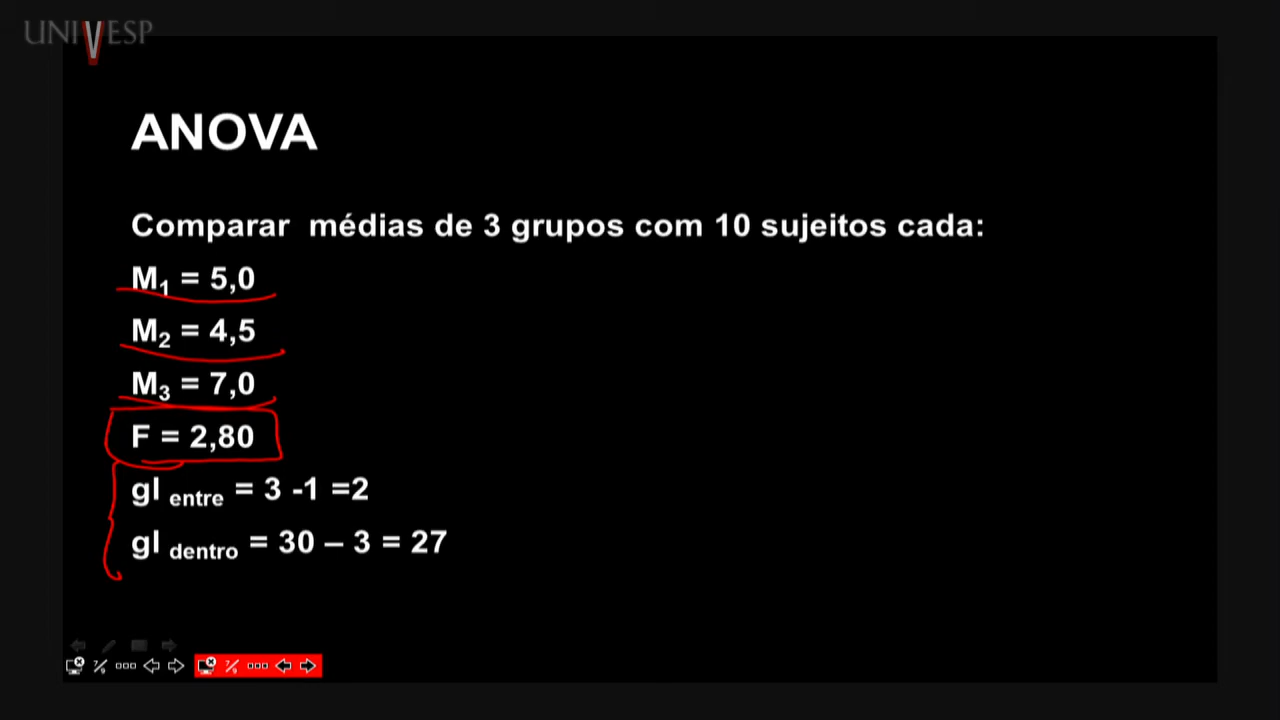 UNIVESP
ANOVA
Comparar médias de 3 grupos com 10 sujeitos cada:
M₁ = 5,0
M₂ = 4,5
M₃ = 7,0
F = 2,80
gl entre = 3 -1 =2
gl dentro = 30 – 3 = 27